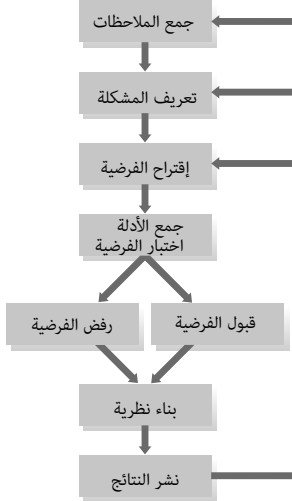 جمع الملاحظات
تعريف المشكلة
إقتراح الفرضية
جمع الأدلة
اختبار الفرضية
قبول الفرضية
رفض الفرضية
بناء نظرية
نشر النتائج